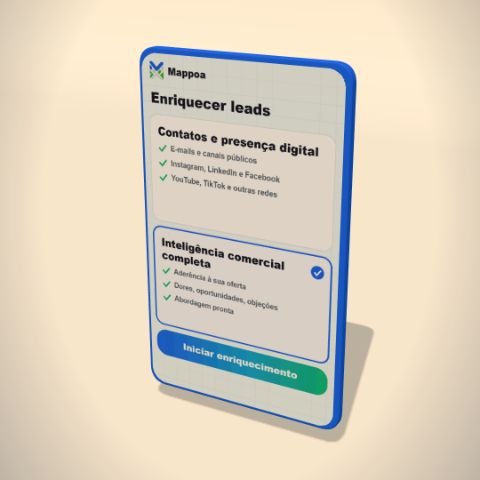 Mappoa
Enriquecer leads
Contatos e presença digital
E-mails e canais públicos
Instagram, LinkedIn e Facebook
YouTube, TikTok e outras redes
Inteligência comercial
completa
Aderência à sua oferta
Dores, oportunidades, objeções
Abordagem pronta
Iniciar enriquecimento